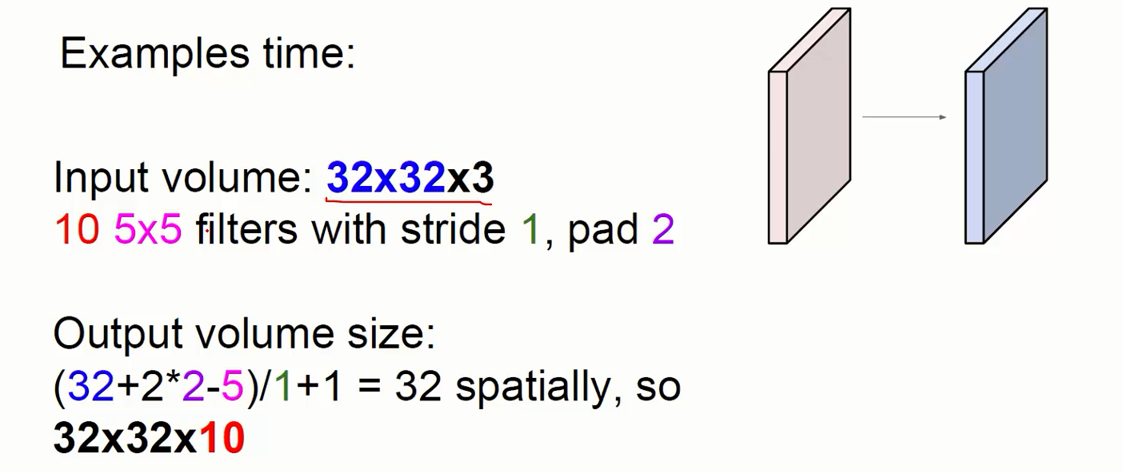 Examples time:
Input volume: 32x32x3
10 5x5 filters with stride 1, pad 2
Output volume size:
(32+2*2-5)/1+1 = 32 spatially, so
32x32x10